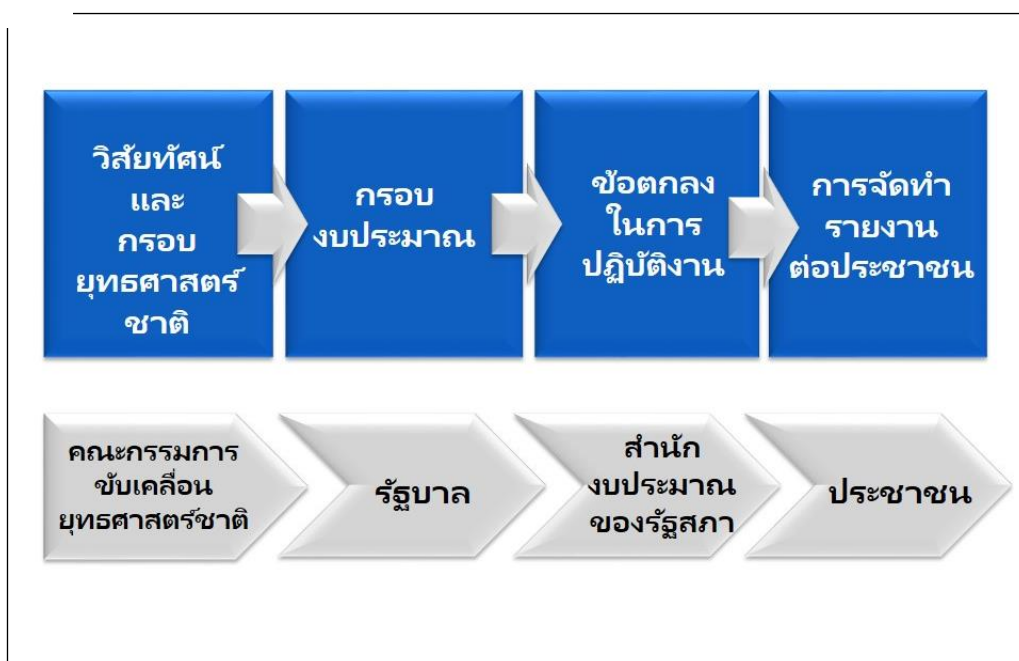 วิสัยทัศน์
และ
กรอบ
ยุทธศาสตร์
ชาติ
กรอบ
งบประมาณ
ข้อตกลง
ในการ
ปฏิบัติงาน
การจัดทำ
รายงาน
ต่อประชาชน
คณะกรรมการ
ขับเคลื่อน
ยุทธศาสตร์ชาติ
รัฐบาล
สำนัก
งบประมาณ
ของรัฐสภา
ประชาชน